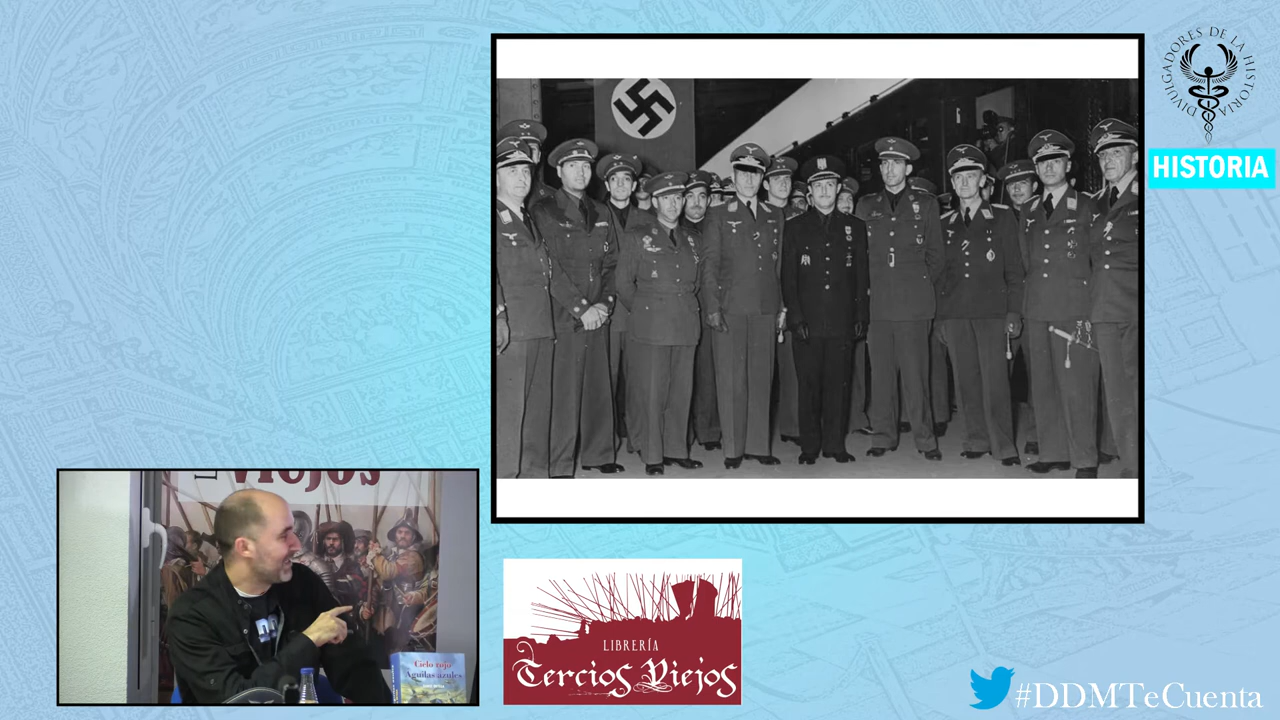 DIVULGADORES DE LA HISTORIA
HISTORIA
VIEJOS
Cielo rojo
Águilas azules
LIBRERÍA
Tercios Viejos
#DDMTeCuenta